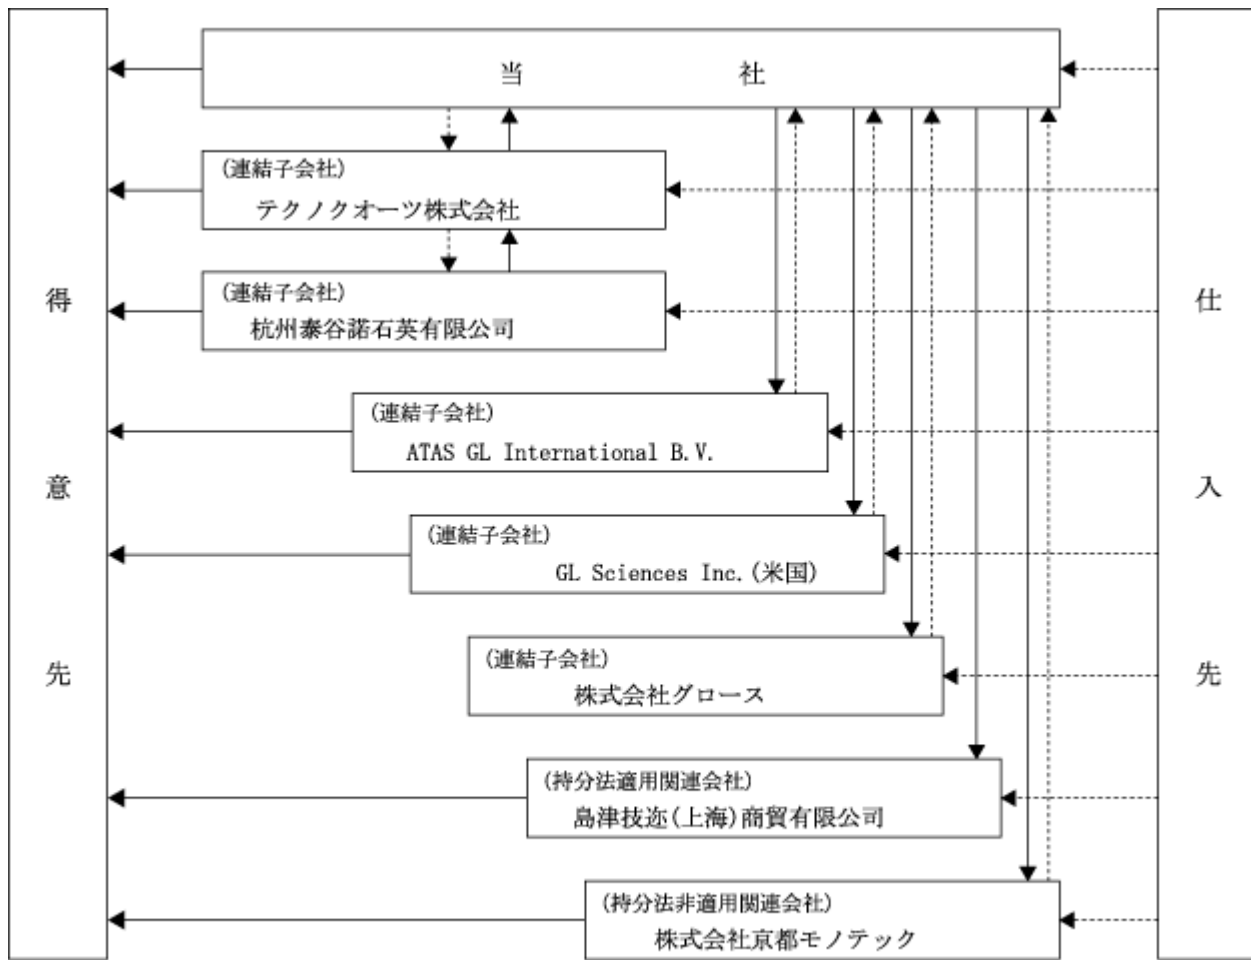 当社
(連結子会社)
テクノクオーツ株式会社
(連結子会社)
杭州泰谷諾石英有限公司
(連結子会社)
ATAS GL International B.V.
(連結子会社)
GL Sciences Inc.(米国)
(連結子会社)
株式会社グロース
(持分法適用関連会社)
島津技迩(上海)商貿有限公司
(持分法非適用関連会社)
株式会社京都モノテック
得意先
仕入先